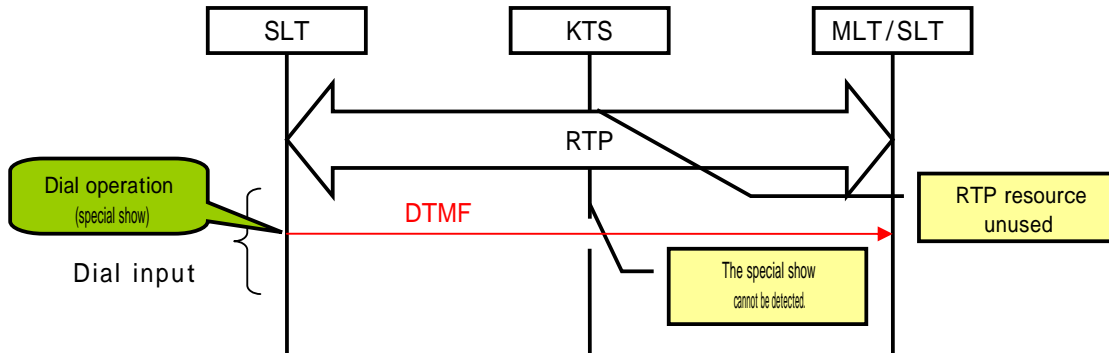 SLT
KTS
MLT/SLT
RTP
Dial operation
(special show)
RTP resource
unused
DTMF
Dial input
The special show
cannot be detected.